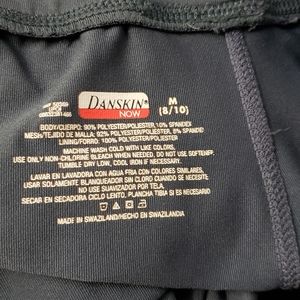 DANSKIN®
NOW
M
(8/10)
BODY/CUERPO: 90% POLYESTER/POLIESTER, 10% SPANDEX
MESH/TEJIDO DE MALLA: 92% POLYESTER/POLIESTER, 8% SPANDEX
LINING/FORRO: 100% POLYESTER/POLIESTER
MACHINE WASH COLD WITH LIKE COLORS.
USE ONLY NON-CHLORINE BLEACH WHEN NEEDED. DO NOT USE SOFTENER.
TUMBLE DRY LOW. COOL IRON IF NECESSARY.
LAVAR EN LAVADORA CON AGUA FRIA CON COLORES SIMILARES.
USAR SOLAMENTE BLANQUEADOR SIN CLORO CUANDO SE NECESITE.
NO USAR SUAVIZADOR POR TELA.
SECAR EN SECADORA CICLO LENTO. PLANCHA TIBIA SI ES NECESARIO
MADE IN SWAZILAND/HECHO EN SWAZILANDIA